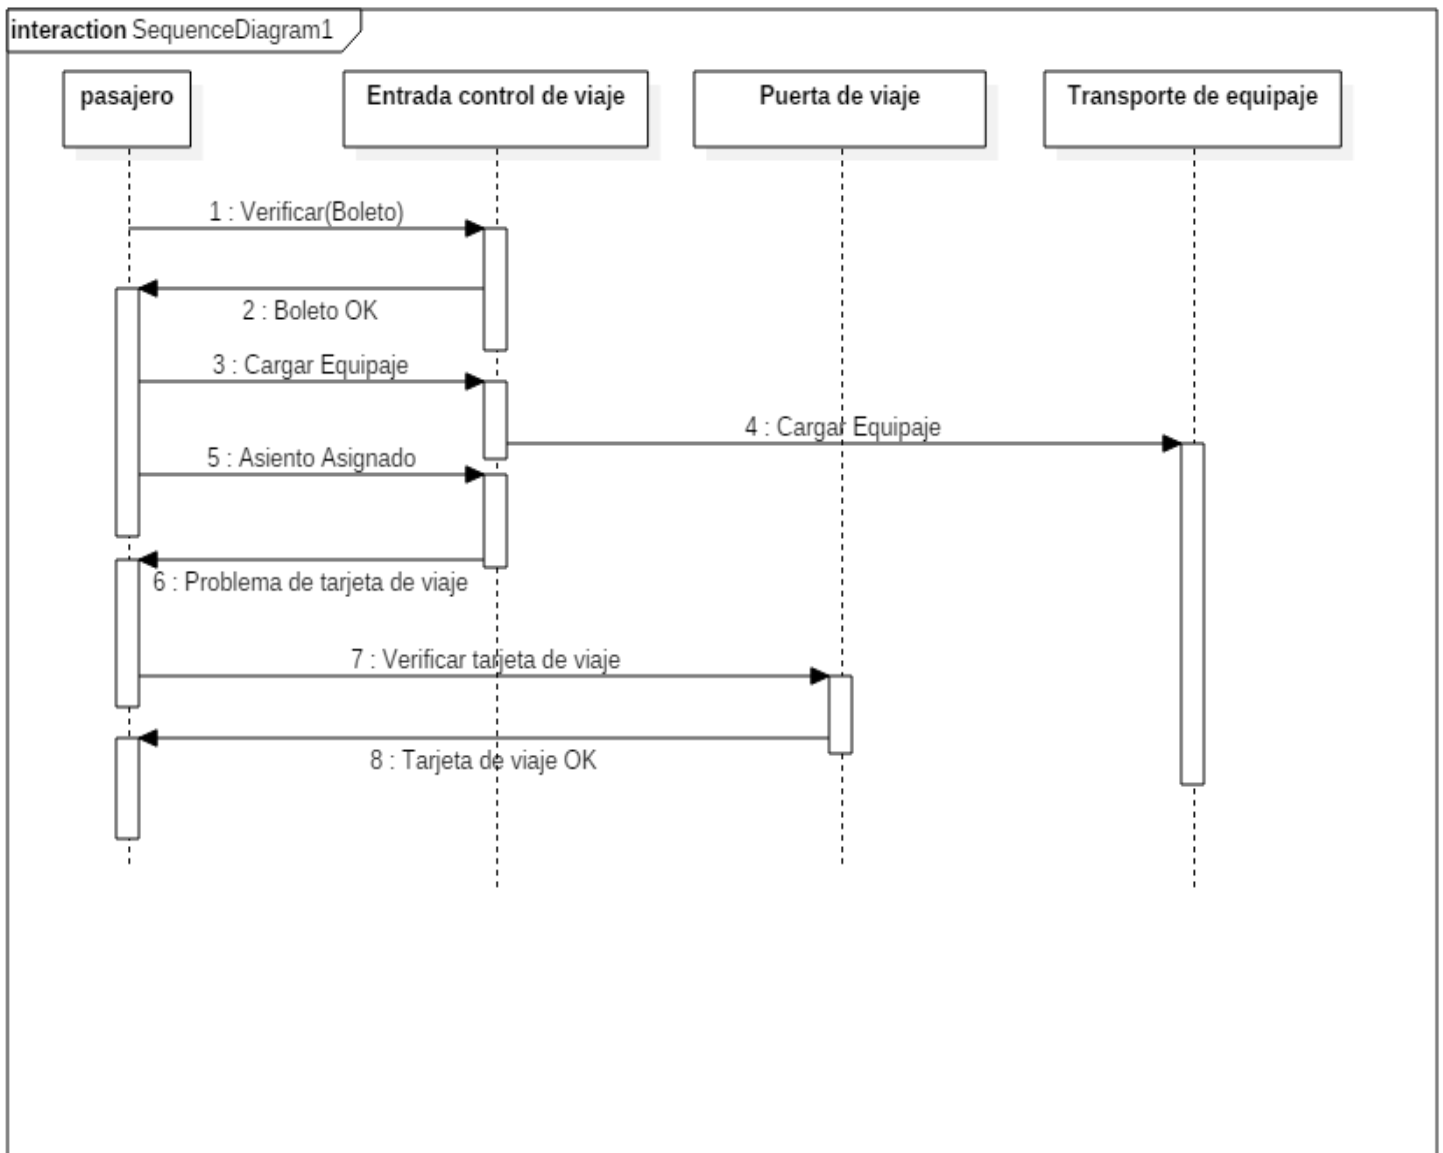 interaction SequenceDiagram1
pasajero
Entrada control de viaje
Puerta de viaje
Transporte de equipaje
1 : Verificar(Boleto)
2 : Boleto OK
3 : Cargar Equipaje
4 : Cargar Equipaje
5 : Asiento Asignado
6 : Problema de tarjeta de viaje
7 : Verificar tarjeta de viaje
8 : Tarjeta de viaje OK